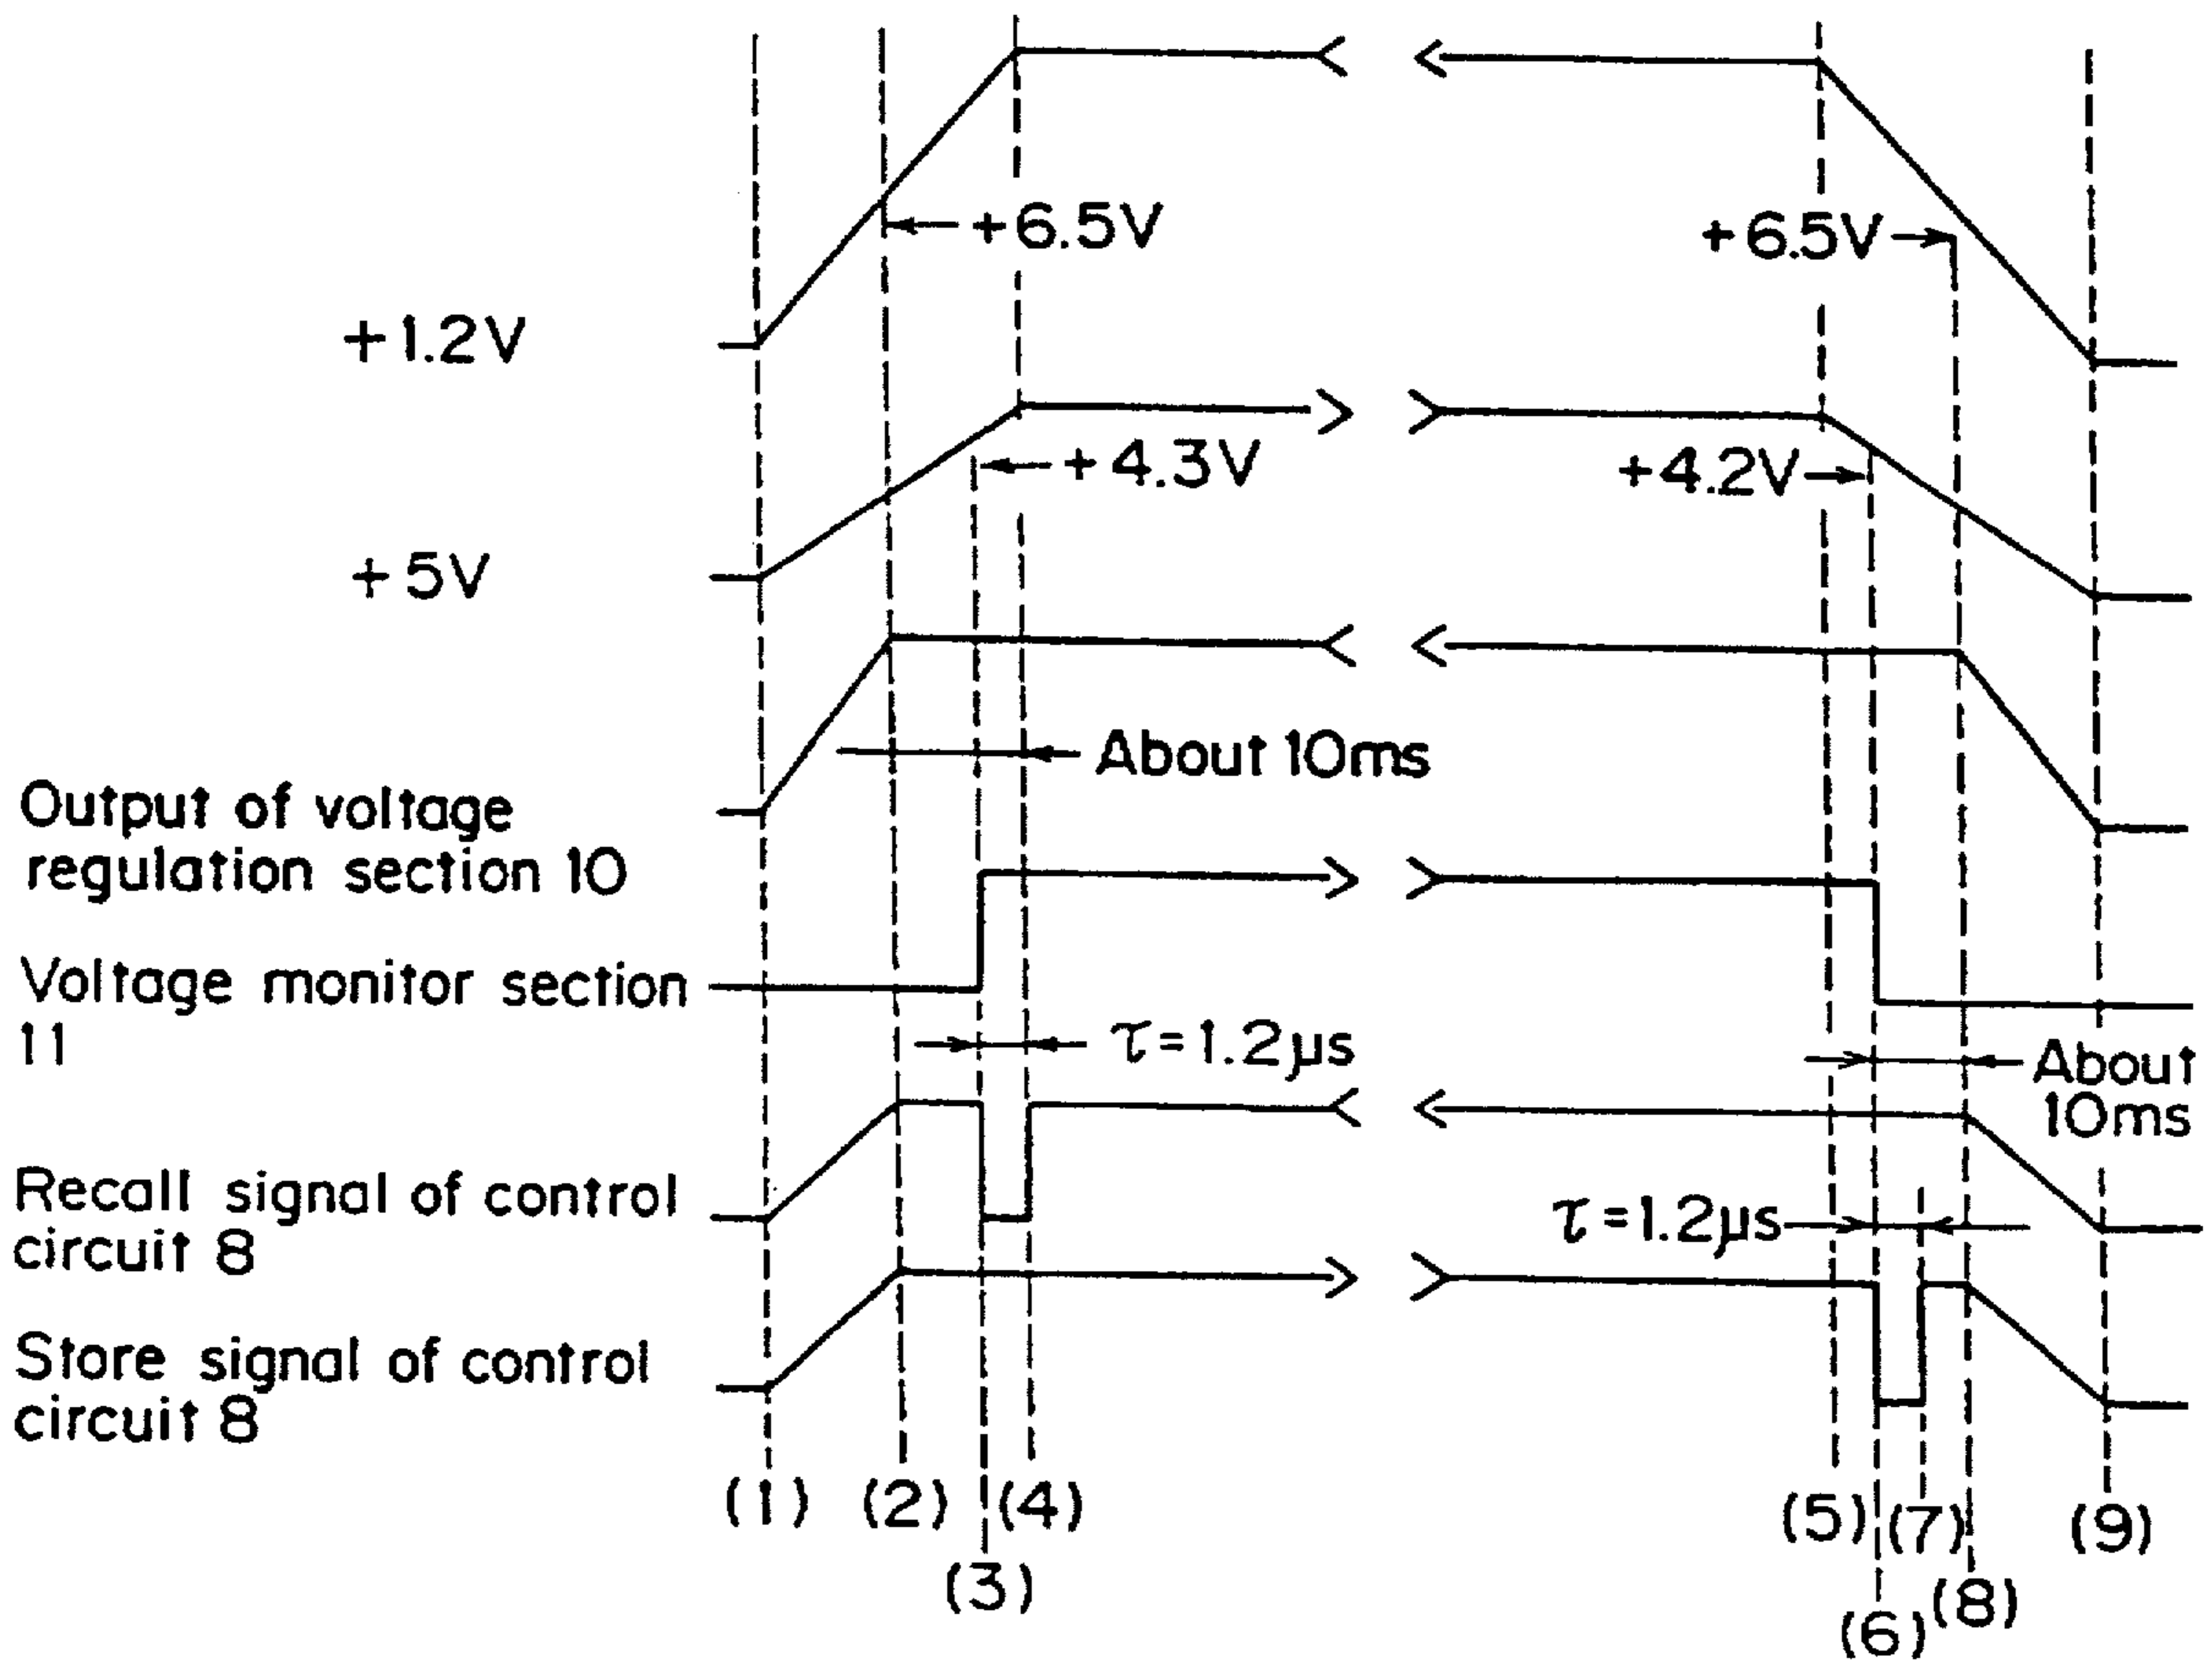 +6.5V
+6.5V
+1.2V
+4.3V
+4.2V
+5V
About 10ms
Output of voltage
regulation section 10
Voltage monitor section
11
τ=1.2μs
About
10ms
Recall signal of control
circuit 8
τ=1.2μs
Store signal of control
circuit 8
(1)
(2)
(4)
(5)
(7)
(9)
(3)
(8)
(6)